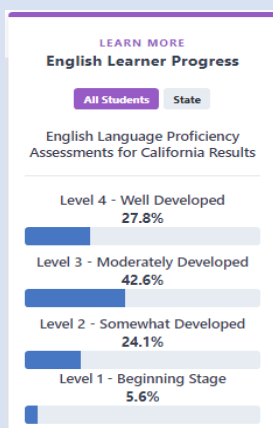 LEARN MORE
English Learner Progress
All Students State
English Language Proficiency
Assessments for California Results
Level 4 - Well Developed
27.8%
Level 3 - Moderately Developed
42.6%
Level 2 - Somewhat Developed
24.1%
Level 1 - Beginning Stage
5.6%